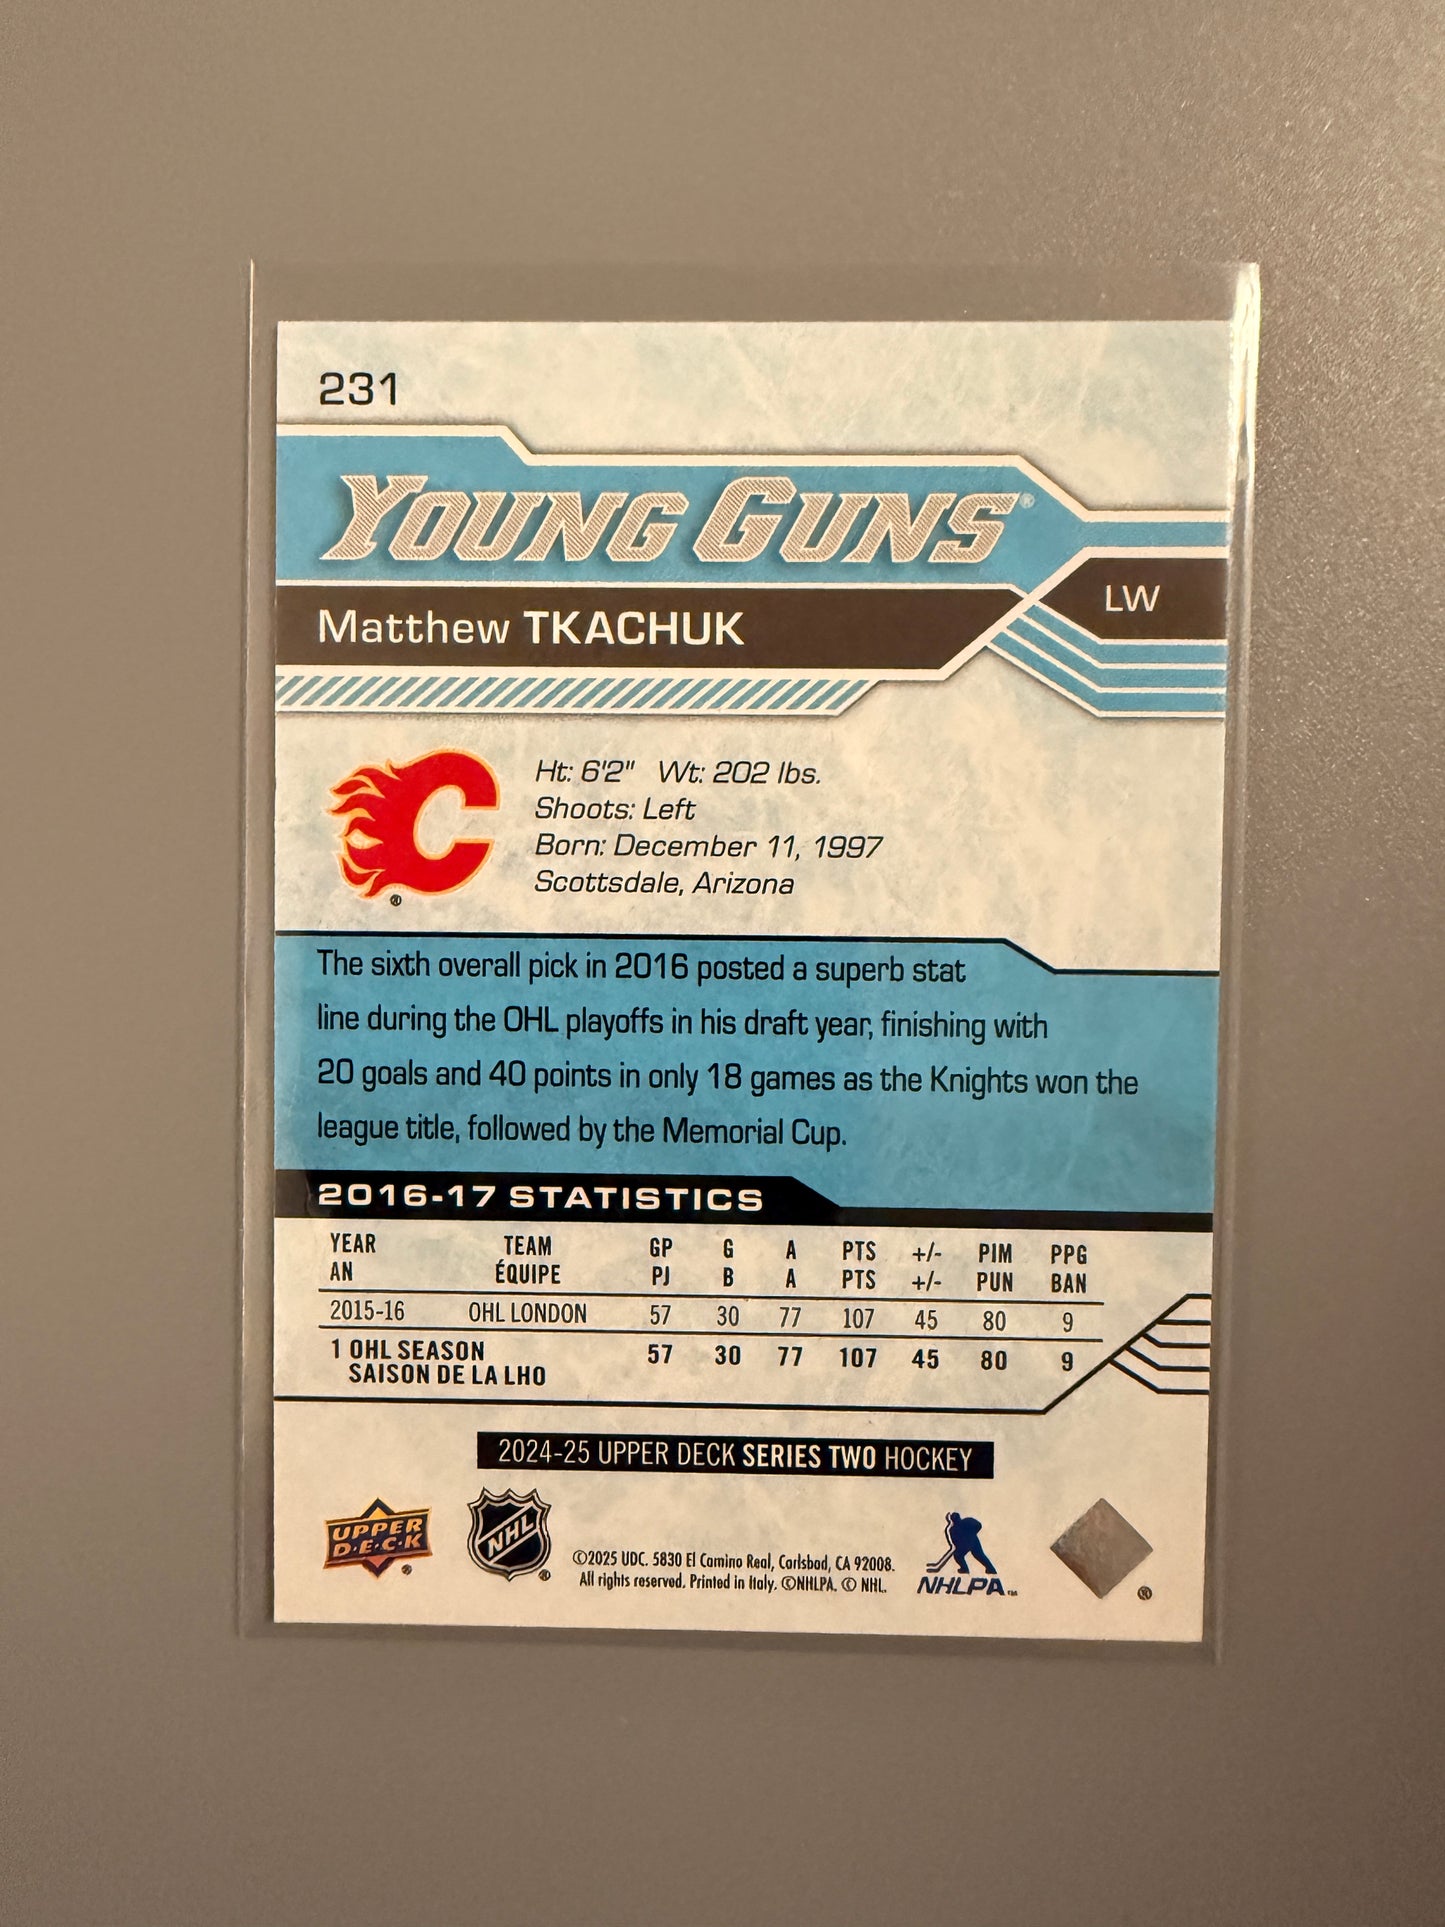 231
YOUNG GUNS®
Matthew TKACHUK
LW
Ht: 6'2" Wt: 202 lbs.
Shoots: Left
Born: December 11, 1997
Scottsdale, Arizona
®
The sixth overall pick in 2016 posted a superb stat
line during the OHL playoffs in his draft year, finishing with
20 goals and 40 points in only 18 games as the Knights won the
league title, followed by the Memorial Cup.
2016-17 STATISTICS
YEAR TEAM GP G A PTS +/- PIM PPG
AN ÉQUIPE PJ B A PTS +/- PUN BAN
2015-16 OHL LONDON 57 30 77 107 45 80 9
1 OHL SEASON 57 30 77 107 45 80 9
SAISON DE LA LHO
2024-25 UPPER DECK SERIES TWO HOCKEY
UPPER
D·E·C·K ®
NHL ®
©2025 UDC. 5830 El Camino Real, Carlsbad, CA 92008.
All rights reserved. Printed in Italy. ©NHLPA. © NHL.
NHLPA™
®